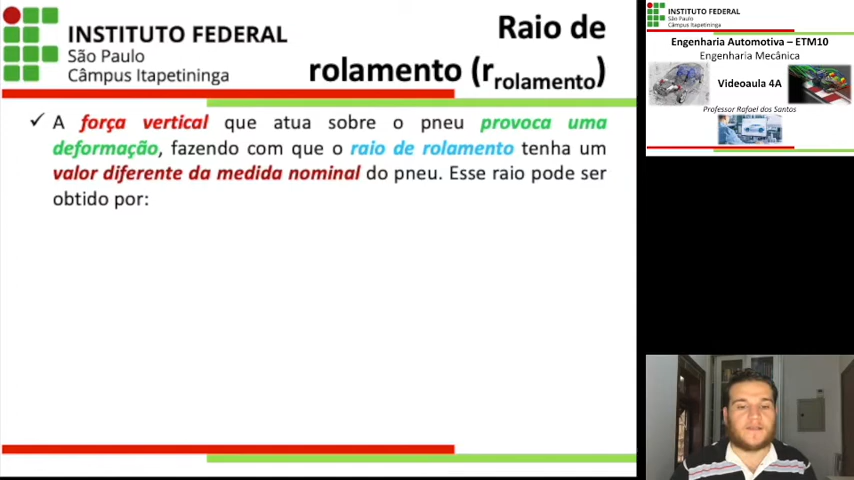 INSTITUTO FEDERAL
São Paulo
Câmpus Itapetininga
Raio de
rolamento (rrolamento)
✓ A força vertical que atua sobre o pneu provoca uma
deformação, fazendo com que o raio de rolamento tenha um
valor diferente da medida nominal do pneu. Esse raio pode ser
obtido por:
INSTITUTO FEDERAL
São Paulo
Câmpus Itapetininga
Engenharia Automotiva – ETM10
Engenharia Mecânica
Videoaula 4A
Professor Rafael dos Santos